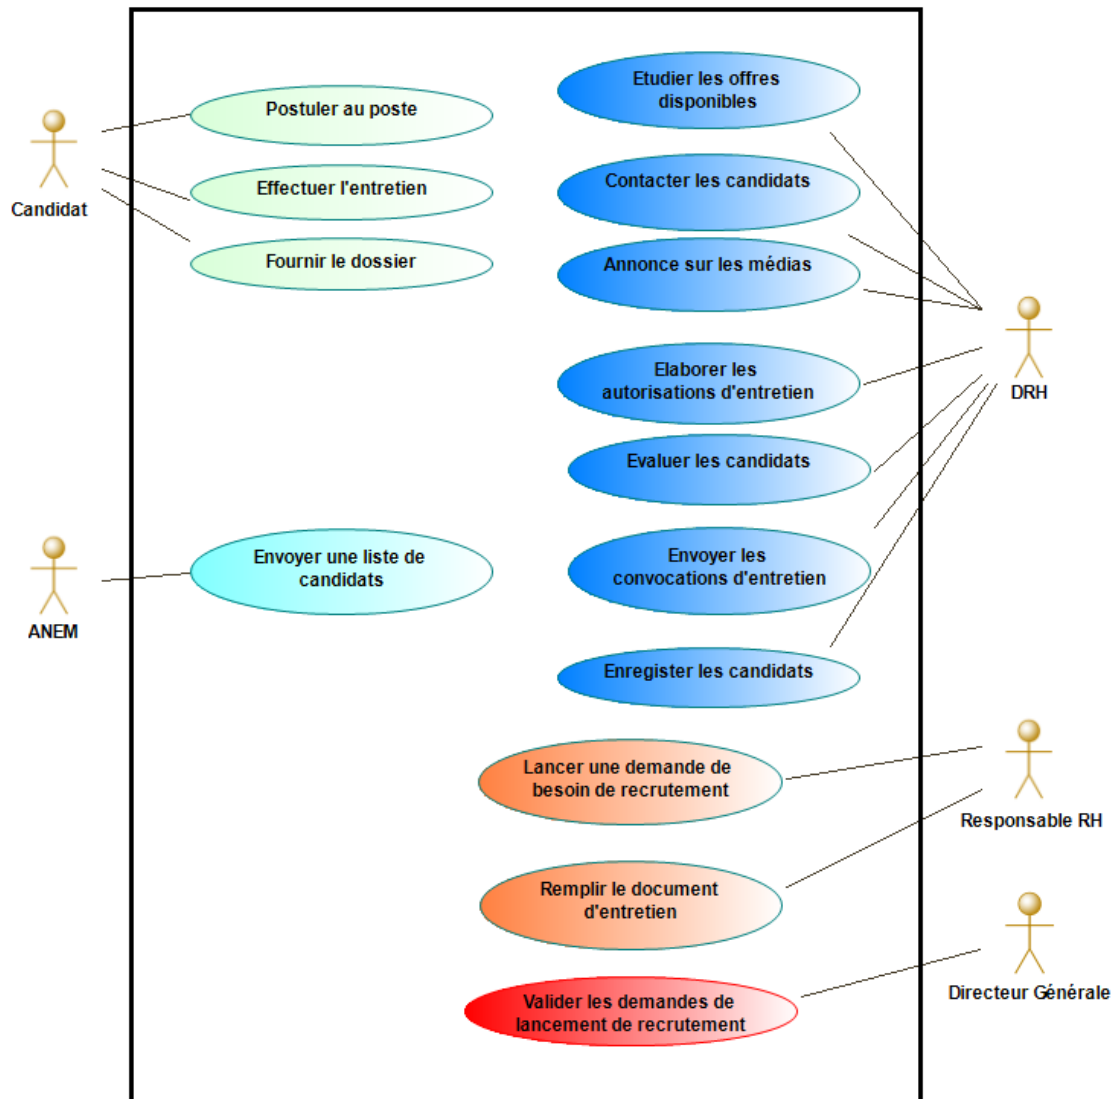 Etudier les offres
disponibles
Postuler au poste
Contacter les candidats
Effectuer l'entretien
Candidat
Fournir le dossier
Annonce sur les médias
Elaborer les
autorisations d'entretien
DRH
Evaluer les candidats
Envoyer une liste de
candidats
Envoyer les
convocations d'entretien
ANEM
Enregister les candidats
Lancer une demande de
besoin de recrutement
Responsable RH
Remplir le document
d'entretien
Directeur Générale
Valider les demandes de
lancement de recrutement